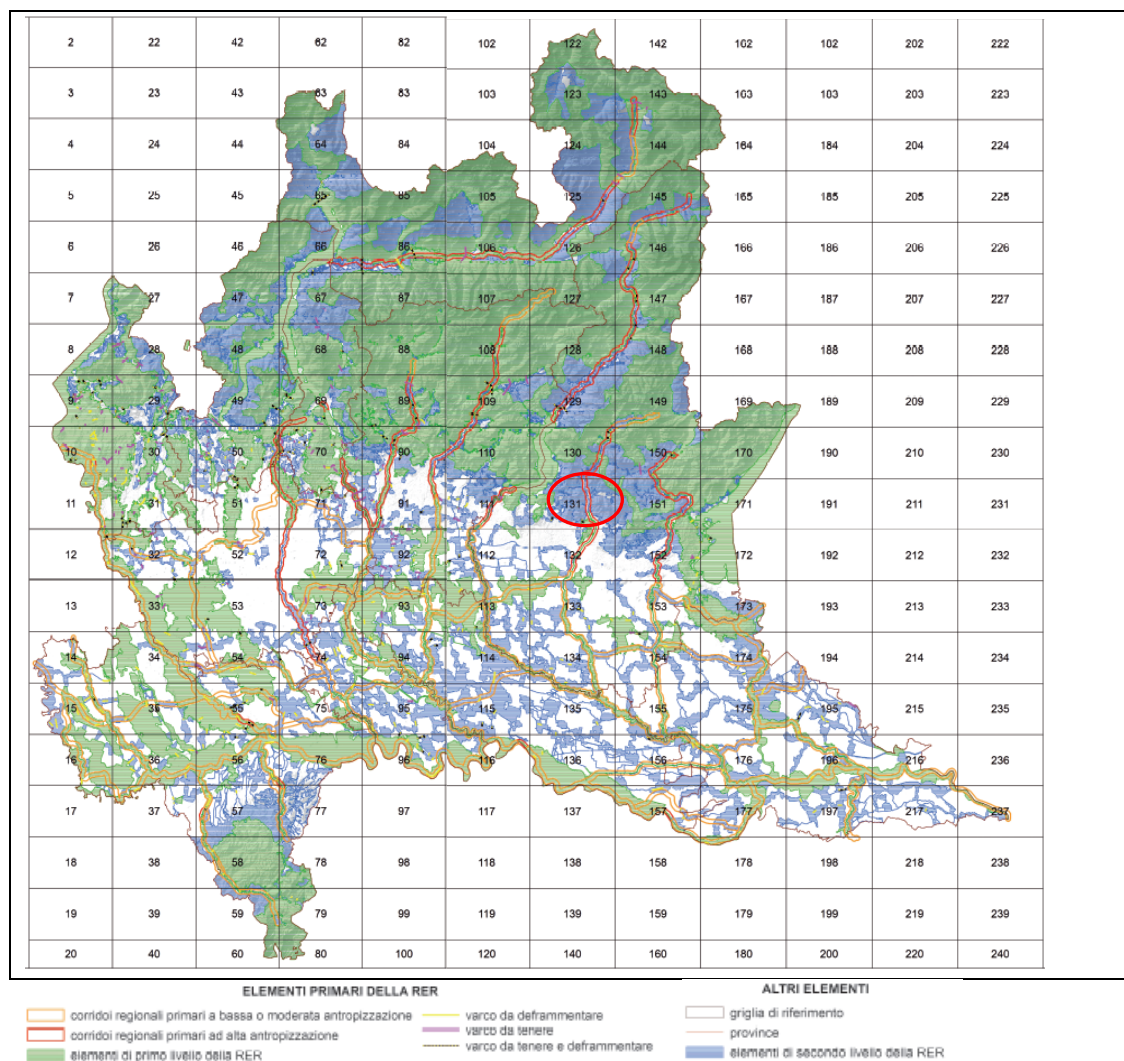 2 22 42 62 82 102 122 142 162 102 202 222
3 23 43 63 83 103 123 143 163 103 203 223
4 24 44 64 84 104 124 144 164 184 204 224
5 25 45 65 85 105 125 145 165 185 205 225
6 26 46 66 86 106 126 146 166 186 206 226
7 27 47 67 87 107 127 147 167 187 207 227
8 28 48 68 88 108 128 148 168 188 208 228
9 29 49 69 89 109 129 149 169 189 209 229
10 30 50 70 90 110 130 150 170 190 210 230
11 31 51 71 91 111 131 151 171 191 211 231
12 32 52 72 92 112 132 152 172 192 212 232
13 33 53 73 93 113 133 153 173 193 213 233
14 34 54 74 94 114 134 154 174 194 214 234
15 35 55 75 95 115 135 155 175 195 215 235
16 36 56 76 96 116 136 156 176 196 216 236
17 37 57 77 97 117 137 157 177 197 217 237
18 38 58 78 98 118 138 158 178 198 218 238
19 39 59 79 99 119 139 159 179 199 219 239
20 40 60 80 100 120 140 160 180 200 220 240
ELEMENTI PRIMARI DELLA RER
corridoi regionali primari a bassa o moderata antropizzazione
corridoi regionali primari ad alta antropizzazione
elementi di primo livello della RER
varco da deframmentare
varco da tenere
varco da tenere e deframmentare
ALTRI ELEMENTI
griglia di riferimento
province
elementi di secondo livello della RER